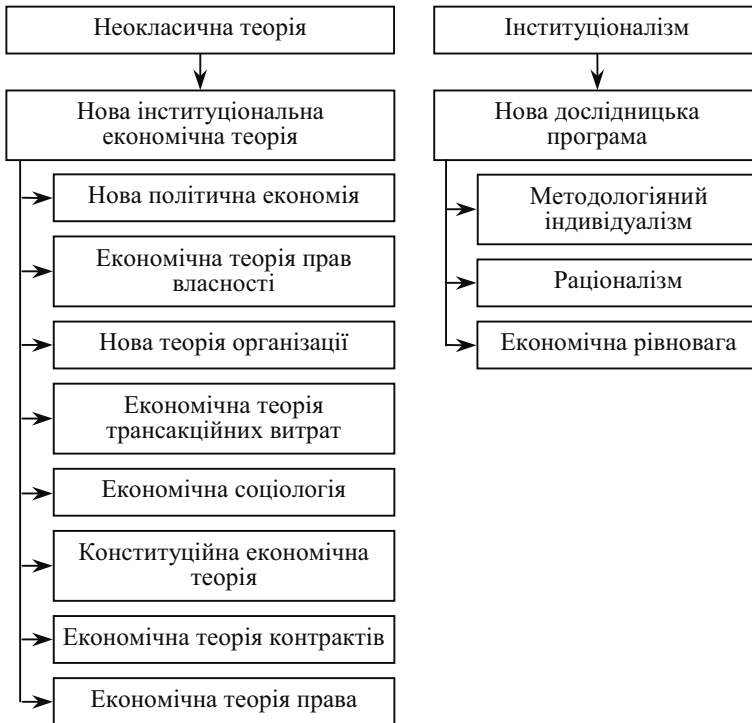 Неокласична теорія
Нова інституціональна
економічна теорія
Нова політична економія
Економічна теорія прав
власності
Нова теорія організації
Економічна теорія
трансакційних витрат
Економічна соціологія
Конституційна економічна
теорія
Економічна теорія контрактів
Економічна теорія права
Інституціоналізм
Нова дослідницька
програма
Методологіяний
індивідуалізм
Раціоналізм
Економічна рівновага